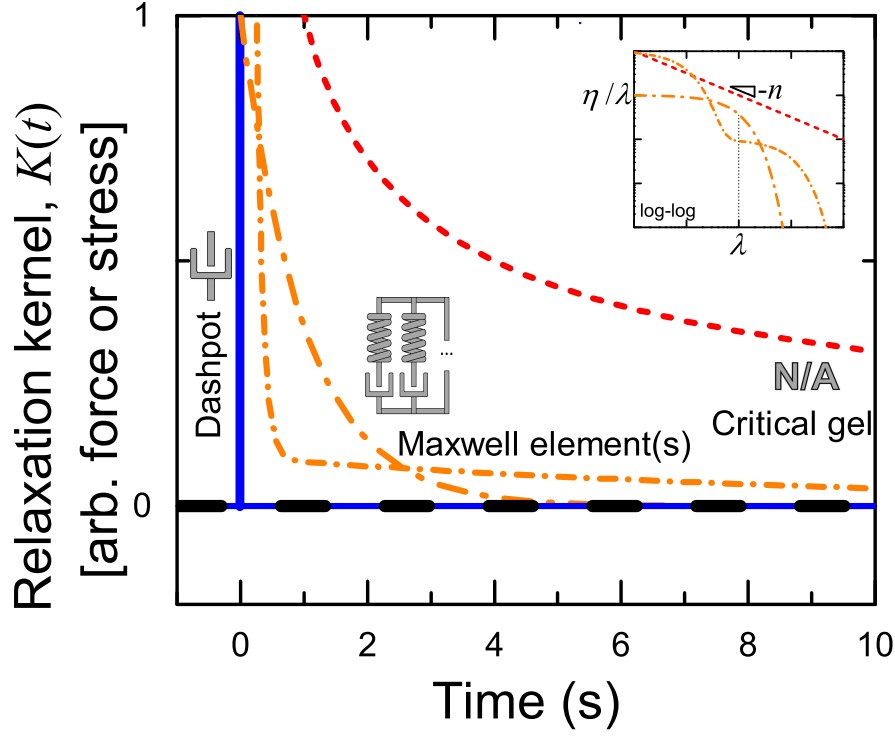 Relaxation kernel, K(t)
[arb. force or stress]
1
0
Dashpot
...
Maxwell element(s)
N/A
Critical gel
η/λ
-n
log-log
λ
0 2 4 6 8 10
Time (s)